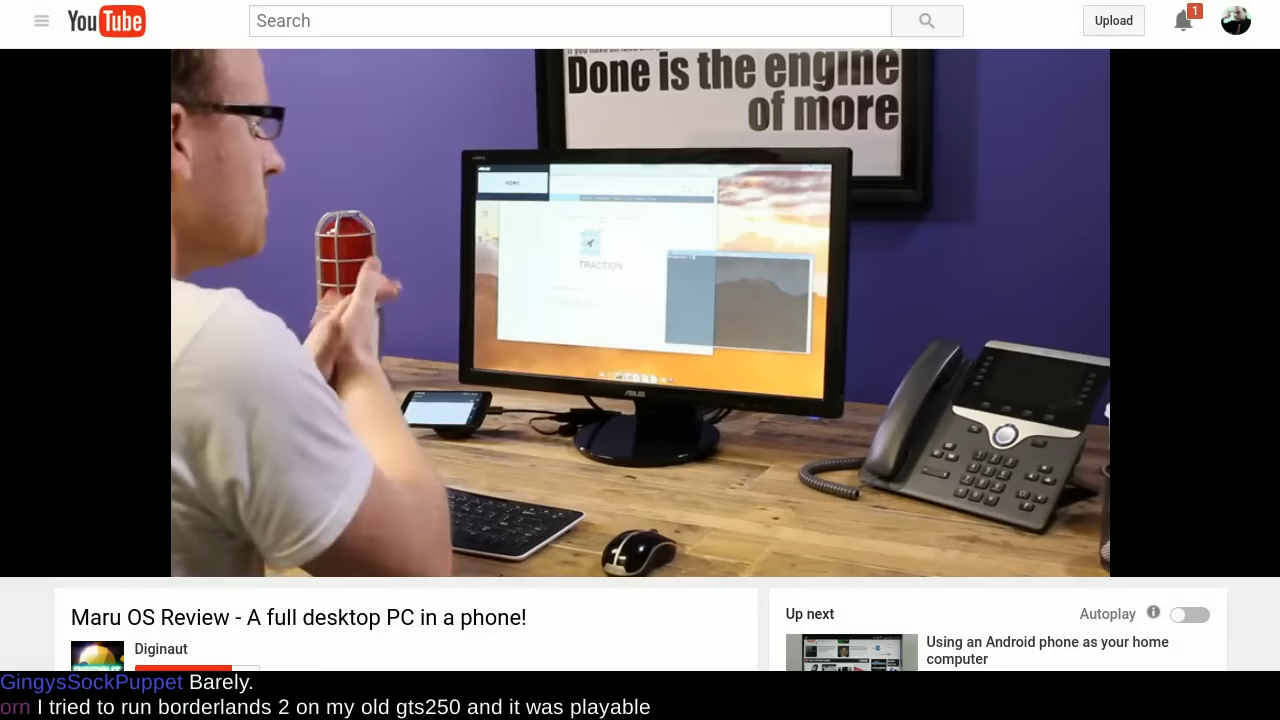 YouTube
Search
Upload
1
Done is the engine
of more
TRACTION
ASUS
Maru OS Review - A full desktop PC in a phone!
Diginaut
Up next
Autoplay
Using an Android phone as your home
computer
GingysSockPuppet Barely.
orn I tried to run borderlands 2 on my old gts250 and it was playable